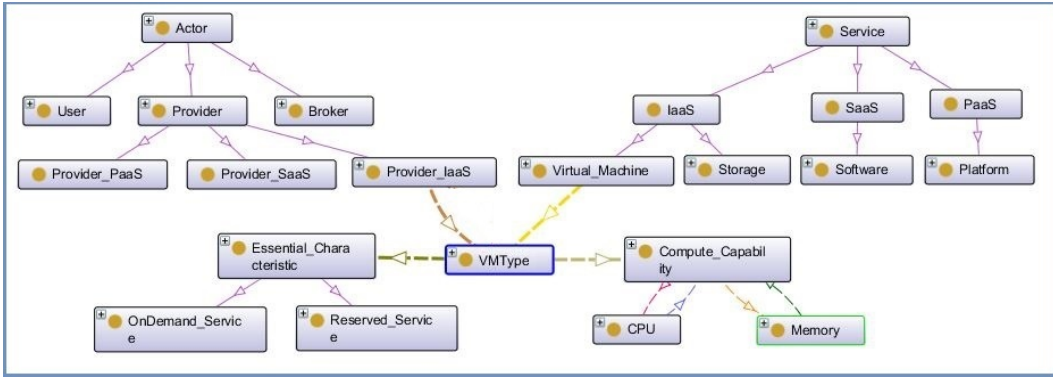 Actor
Service
User
Provider
Broker
IaaS
SaaS
PaaS
Provider_PaaS
Provider_SaaS
Provider_IaaS
Virtual_Machine
Storage
Software
Platform
Essential_Chara
cteristic
VMType
Compute_Capabil
ity
OnDemand_Servic
e
Reserved_Servic
e
CPU
Memory